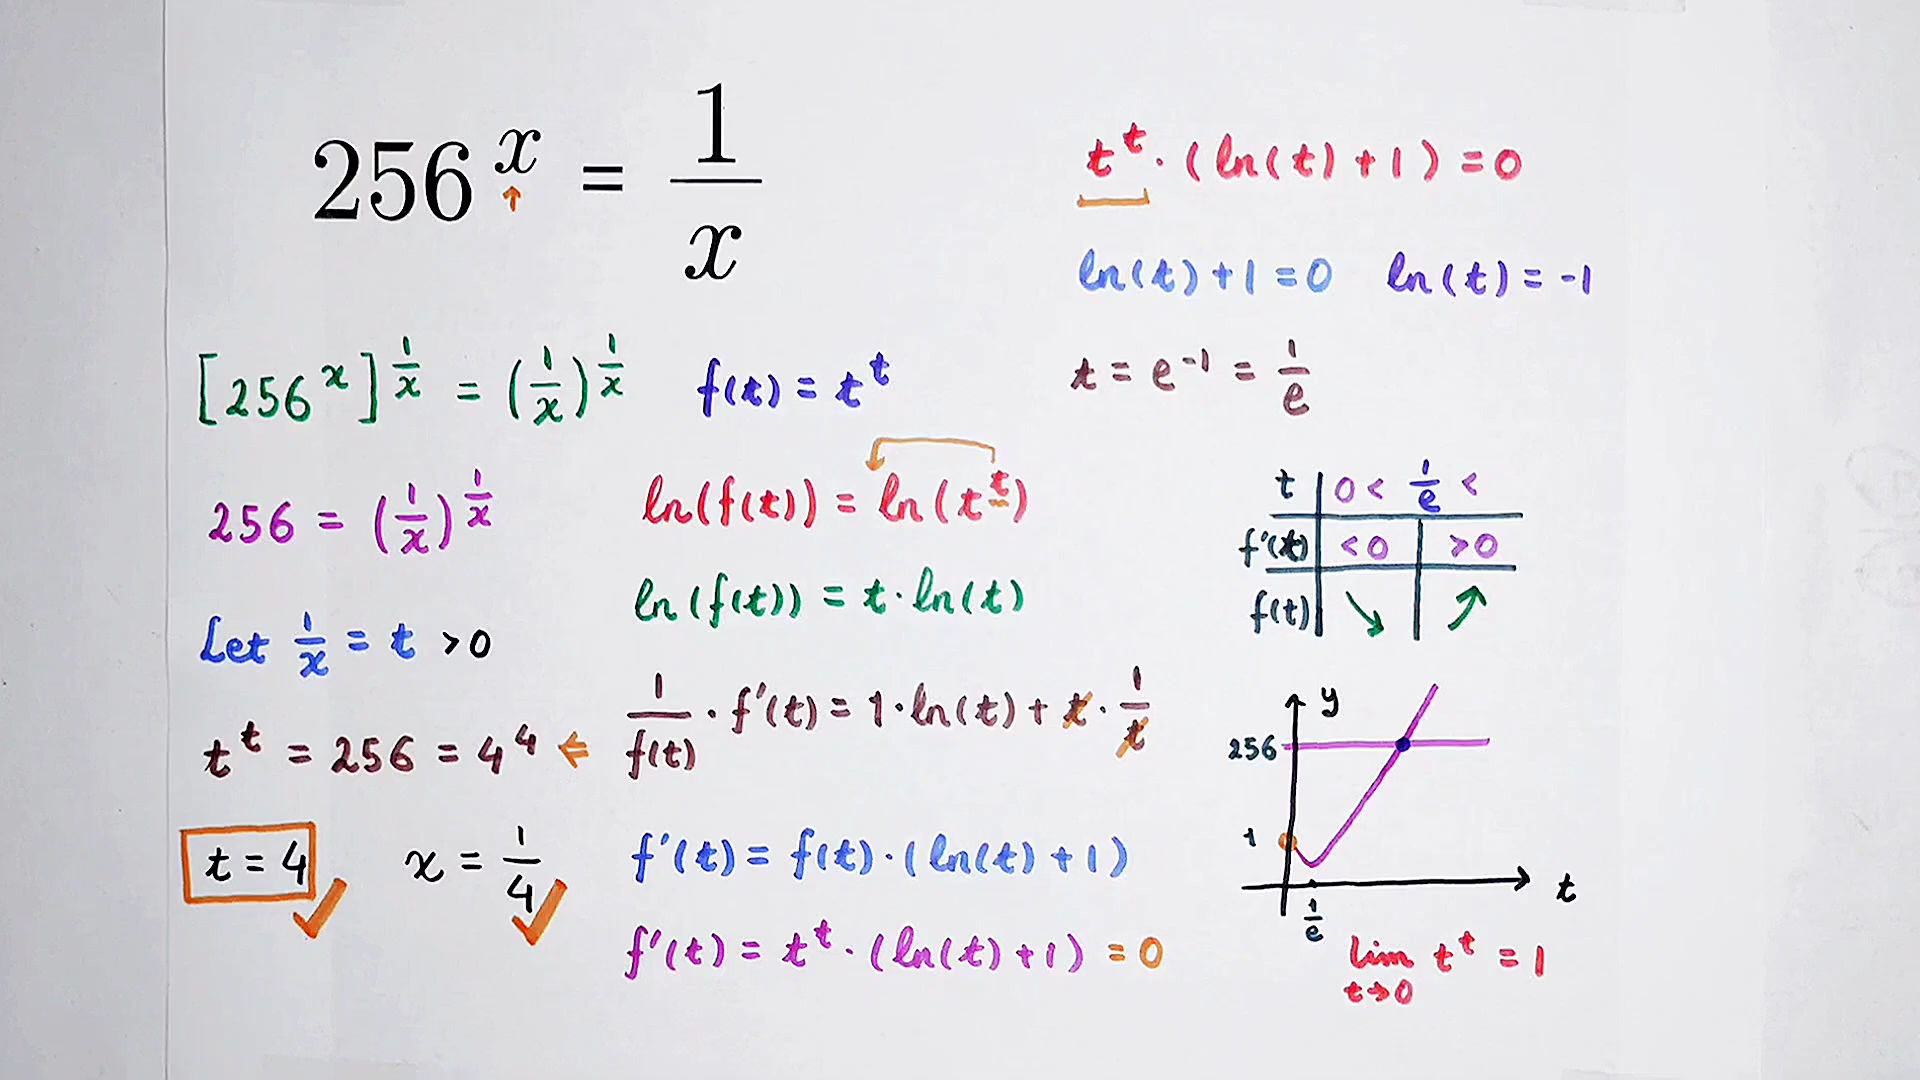 256^x = 1/x
[256^x]^(1/x) = (1/x)^(1/x)
256 = (1/x)^(1/x)
Let 1/x = t > 0
t^t = 256 = 4^4 ←
t = 4 ✓ x = 1/4 ✓
f(t) = t^t
ln(f(t)) = ln(t^t)
ln(f(t)) = t·ln(t)
1/f(t) · f'(t) = 1·ln(t) + t · 1/t
f'(t) = f(t)·(ln(t)+1)
f'(t) = t^t·(ln(t)+1) = 0
t^t·(ln(t)+1) = 0
ln(t)+1 = 0 ln(t) = -1
t = e^-1 = 1/e
t 0 < 1/e <
f'(t) <0 >0
f(t) ↘ ↗
y
256
1
t
1/e
lim t^t = 1
t→0